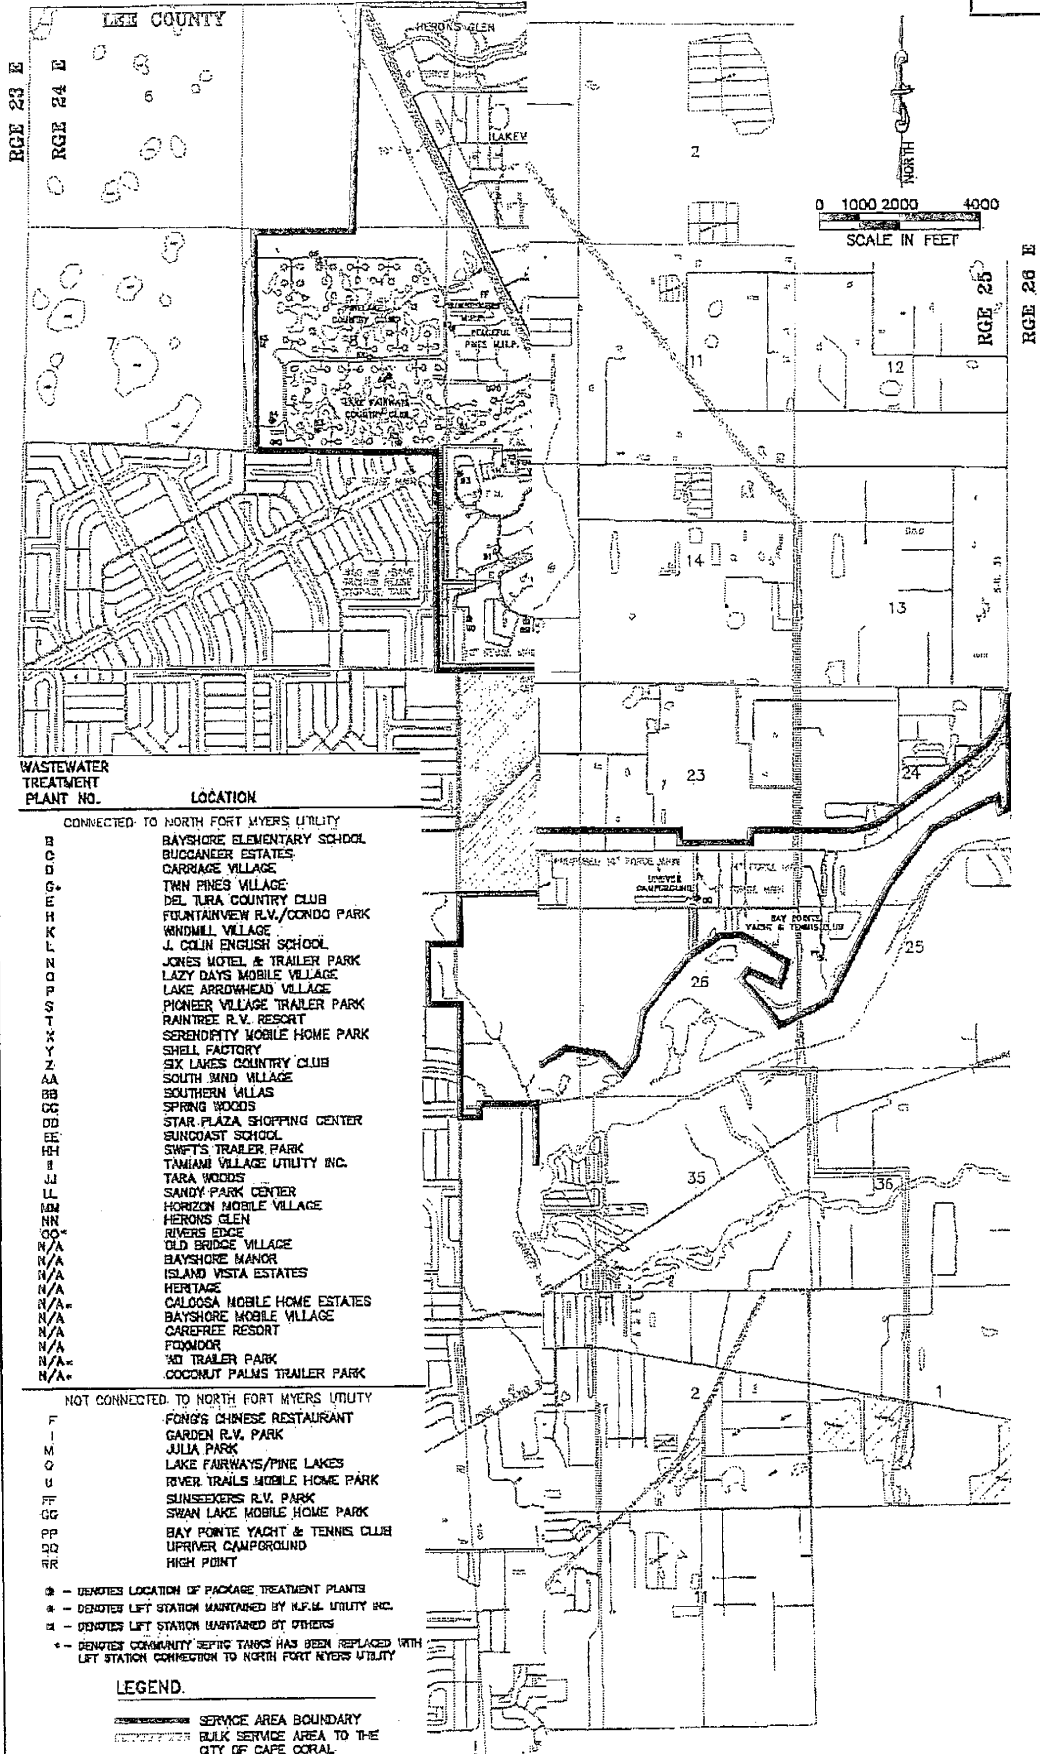 LEE COUNTY
HERONS GLEN
RGE 23 E
RGE 24 E
6
LAKEV
2
NORTH
0 1000 2000 4000
SCALE IN FEET
RGE 25
RGE 26 E
7
COUNTRY CLUB
PINES M.H.P.
LAKE FAIRWAYS
COUNTRY CLUB
11
12
14
13
23
24
WASTEWATER
TREATMENT
PLANT NO. LOCATION
CONNECTED TO NORTH FORT MYERS UTILITY
B BAYSHORE ELEMENTARY SCHOOL
C BUCCANEER ESTATES
D CARRIAGE VILLAGE
G* TWIN PINES VILLAGE
E DEL TURA COUNTRY CLUB
H FOUNTAINVIEW R.V./CONDO PARK
K WINDMILL VILLAGE
L J. COLIN ENGLISH SCHOOL
N JONES MOTEL & TRAILER PARK
O LAZY DAYS MOBILE VILLAGE
P LAKE ARROWHEAD VILLAGE
S PIONEER VILLAGE TRAILER PARK
T RAINTREE R.V. RESORT
X SERENDIPITY MOBILE HOME PARK
Y SHELL FACTORY
Z SIX LAKES COUNTRY CLUB
AA SOUTH WIND VILLAGE
BB SOUTHERN VILLAS
CC SPRING WOODS
DD STAR PLAZA SHOPPING CENTER
EE SUNCOAST SCHOOL
HH SWIFT'S TRAILER PARK
II TAMIAMI VILLAGE UTILITY INC.
JJ TARA WOODS
LL SANDY PARK CENTER
MM HORIZON MOBILE VILLAGE
NN HERONS GLEN
OO* RIVERS EDGE
N/A OLD BRIDGE VILLAGE
N/A BAYSHORE MANOR
N/A ISLAND VISTA ESTATES
N/A HERITAGE
N/A* CALOOSA MOBILE HOME ESTATES
N/A BAYSHORE MOBILE VILLAGE
N/A CAREFREE RESORT
N/A FOXMOOR
N/A* TRAILER PARK
N/A* COCONUT PALMS TRAILER PARK
NOT CONNECTED TO NORTH FORT MYERS UTILITY
F FONG'S CHINESE RESTAURANT
I GARDEN R.V. PARK
M JULIA PARK
Q LAKE FAIRWAYS/PINE LAKES
U RIVER TRAILS MOBILE HOME PARK
FF SUNSEEKERS R.V. PARK
GG SWAN LAKE MOBILE HOME PARK
PP BAY POINTE YACHT & TENNIS CLUB
QQ UPRIVER CAMPGROUND
RR HIGH POINT
- DENOTES LOCATION OF PACKAGE TREATMENT PLANTS
- DENOTES LIFT STATION MAINTAINED BY N.F.M. UTILITY INC.
- DENOTES LIFT STATION MAINTAINED BY OTHERS
* - DENOTES COMMUNITY SEPTIC TANKS HAS BEEN REPLACED WITH
LIFT STATION CONNECTION TO NORTH FORT MYERS UTILITY
LEGEND.
SERVICE AREA BOUNDARY
BULK SERVICE AREA TO THE
CITY OF CAPE CORAL
UPRIVER
CAMPGROUND
BAY POINTE
YACHT & TENNIS CLUB
25
26
35
36
2
1
11